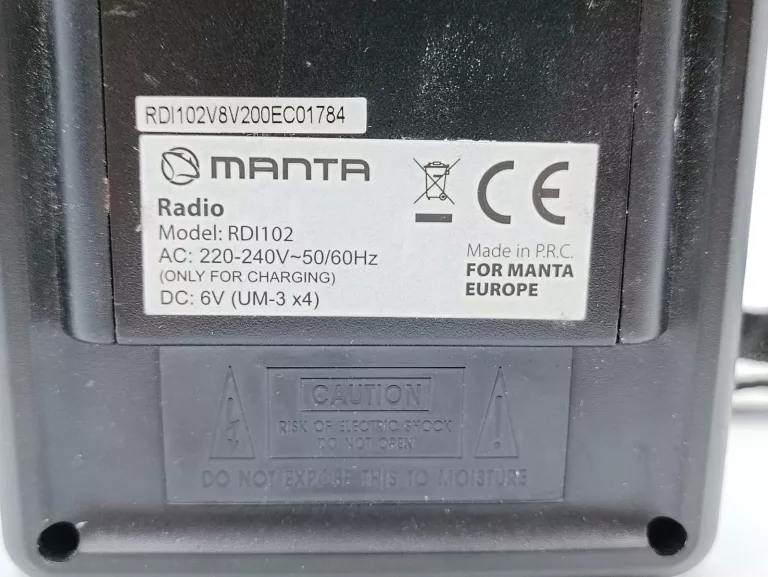 RDI102V8V200EC01784
MANTA
Radio
Model: RDI102
AC: 220-240V~50/60Hz
(ONLY FOR CHARGING)
DC: 6V (UM-3 x4)
CE
Made in P.R.C.
FOR MANTA
EUROPE
CAUTION
RISK OF ELECTRIC SHOCK
DO NOT OPEN
DO NOT EXPOSE THIS TO MOISTURE